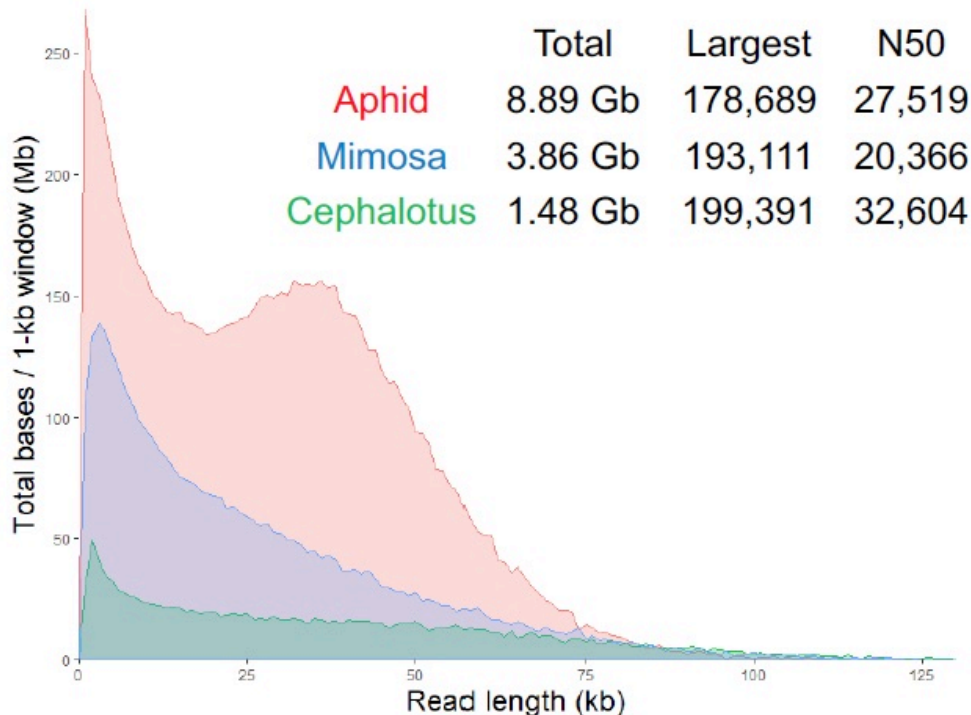 Total Largest N50
Aphid 8.89 Gb 178,689 27,519
Mimosa 3.86 Gb 193,111 20,366
Cephalotus 1.48 Gb 199,391 32,604
Total bases / 1-kb window (Mb)
250
200
150
100
50
0
0 25 50 75 100 125
Read length (kb)